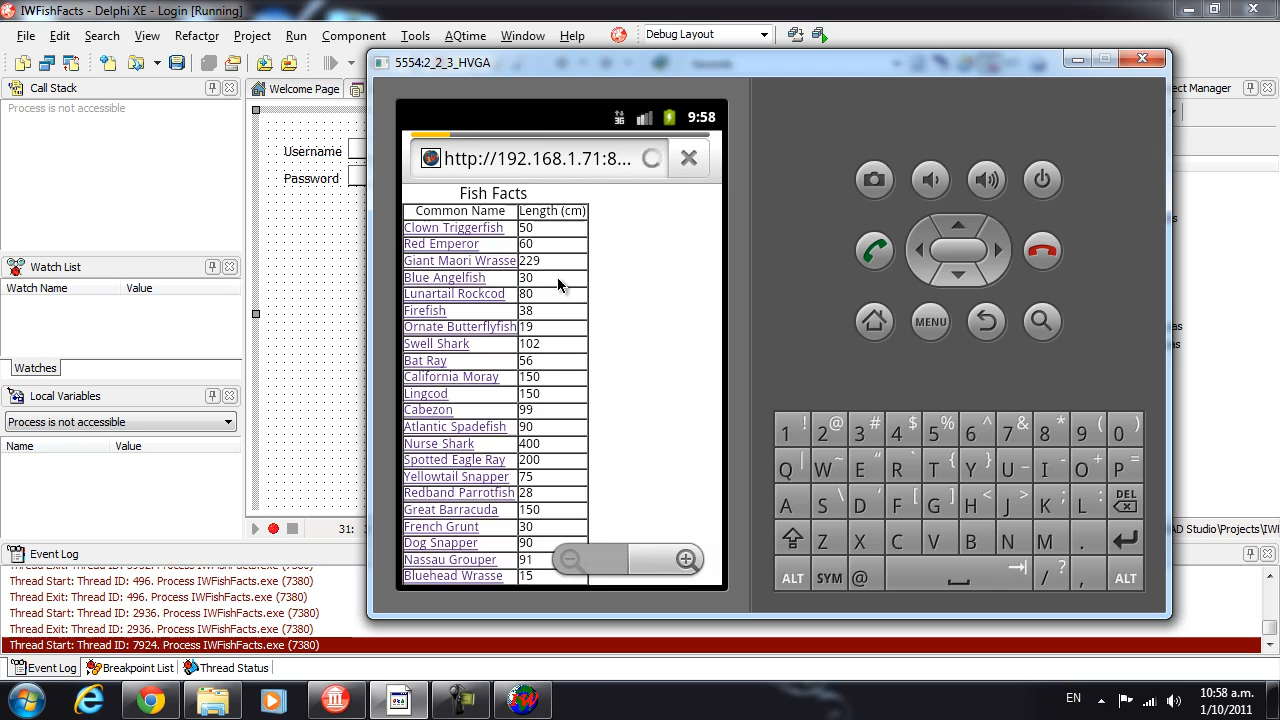 IWFishFacts - Delphi XE - Login [Running]
File Edit Search View Refactor Project Run Component Tools AQtime Window Help
Debug Layout
Call Stack
Process is not accessible
Watch List
Watch Name Value
Watches
Local Variables
Process is not accessible
Name Value
Welcome Page
Username
Password
31:
5554:2_2_3_HVGA
3G 9:58
http://192.168.1.71:8...
Fish Facts
Common Name Length (cm)
Clown Triggerfish 50
Red Emperor 60
Giant Maori Wrasse 229
Blue Angelfish 30
Lunartail Rockcod 80
Firefish 38
Ornate Butterflyfish 19
Swell Shark 102
Bat Ray 56
California Moray 150
Lingcod 150
Cabezon 99
Atlantic Spadefish 90
Nurse Shark 400
Spotted Eagle Ray 200
Yellowtail Snapper 75
Redband Parrotfish 28
Great Barracuda 150
French Grunt 30
Dog Snapper 90
Nassau Grouper 91
Bluehead Wrasse 15
MENU
1 ! 2 @ 3 # 4 $ 5 % 6 ^ 7 & 8 * 9 ( 0 )
Q | W ~ E " R ` T { Y } U _ I - O + P =
A S \ D ' F [ G ] H < J > K ; L : DEL
Z X C V B N M .
ALT SYM @ / ? , ALT
ect Manager
as
s
as
as
AD Studio\Projects\IW
Event Log
Thread Start: Thread ID: 496. Process IWFishFacts.exe (7380)
Thread Exit: Thread ID: 496. Process IWFishFacts.exe (7380)
Thread Start: Thread ID: 2936. Process IWFishFacts.exe (7380)
Thread Exit: Thread ID: 2936. Process IWFishFacts.exe (7380)
Thread Start: Thread ID: 7924. Process IWFishFacts.exe (7380)
Event Log Breakpoint List Thread Status
EN
10:58 a.m.
1/10/2011